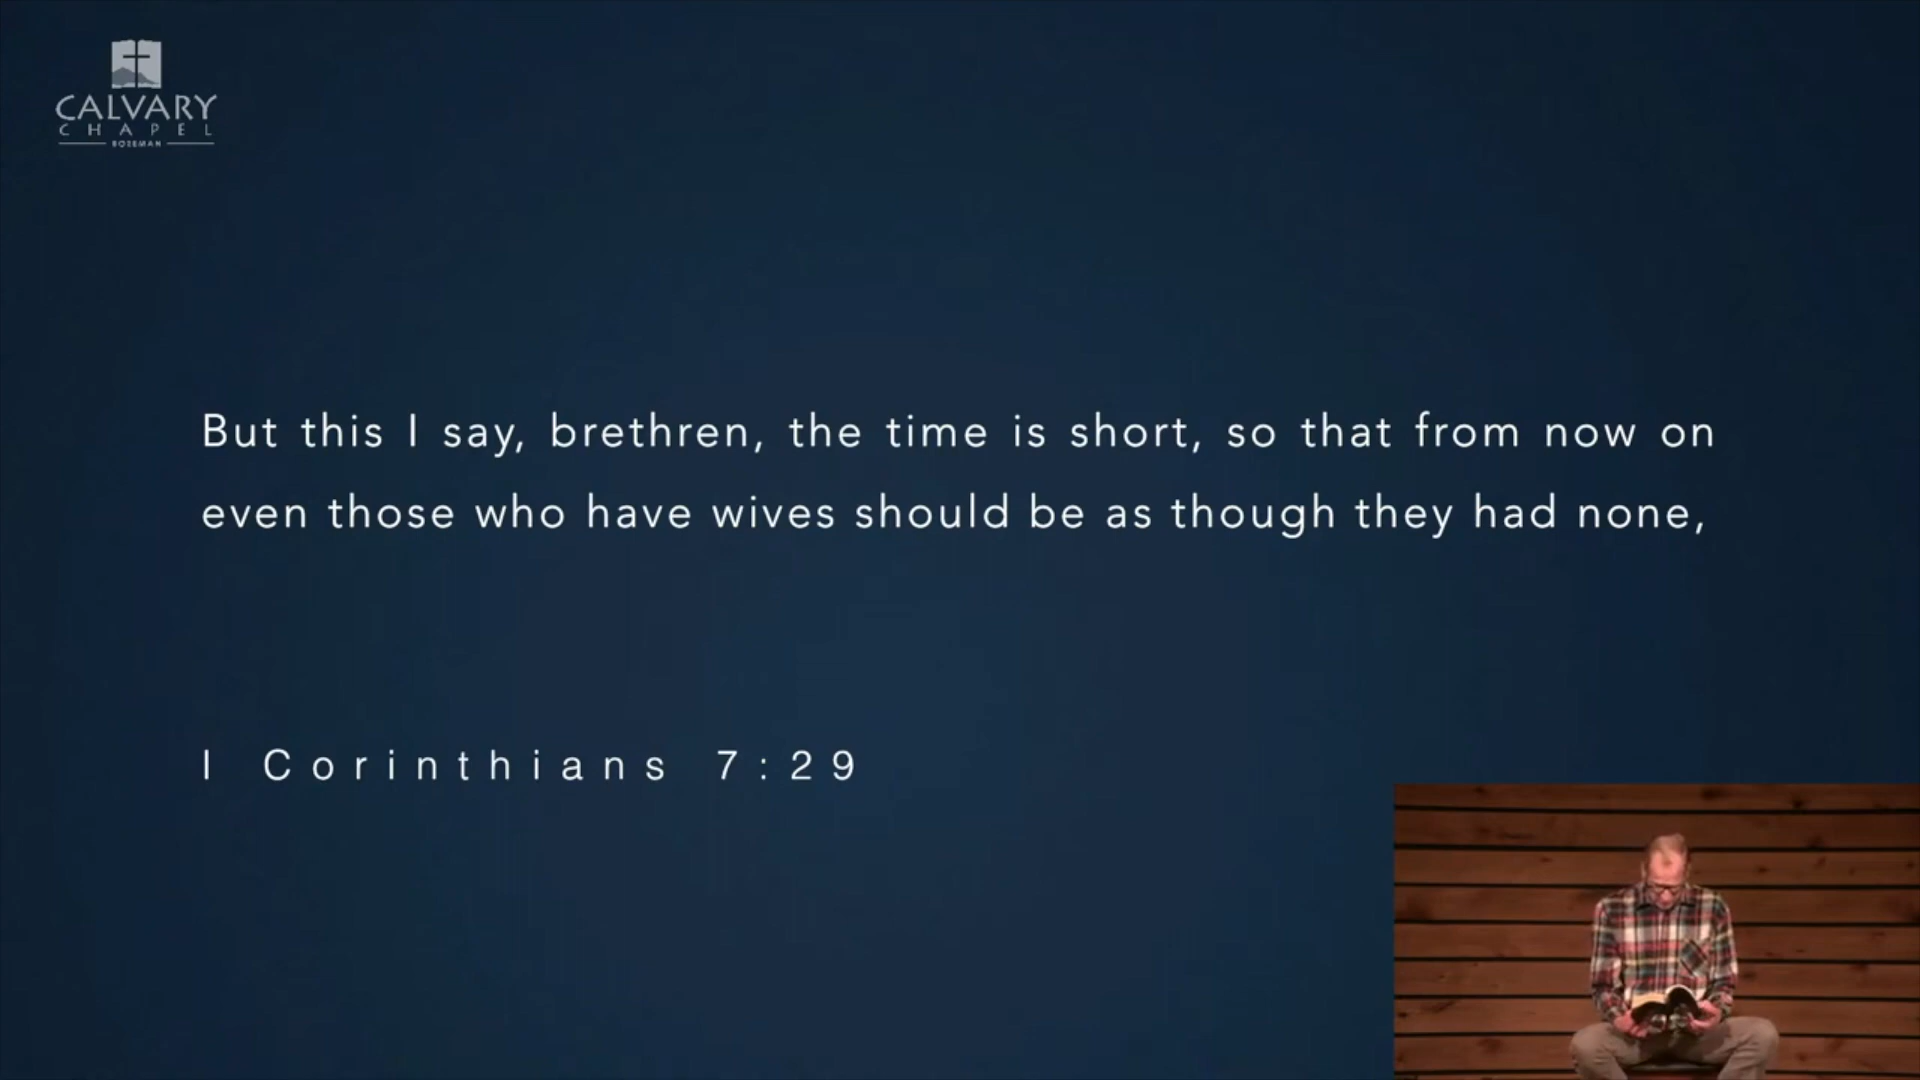 CALVARY
CHAPEL
BOZEMAN
But this I say, brethren, the time is short, so that from now on
even those who have wives should be as though they had none,
I Corinthians 7:29